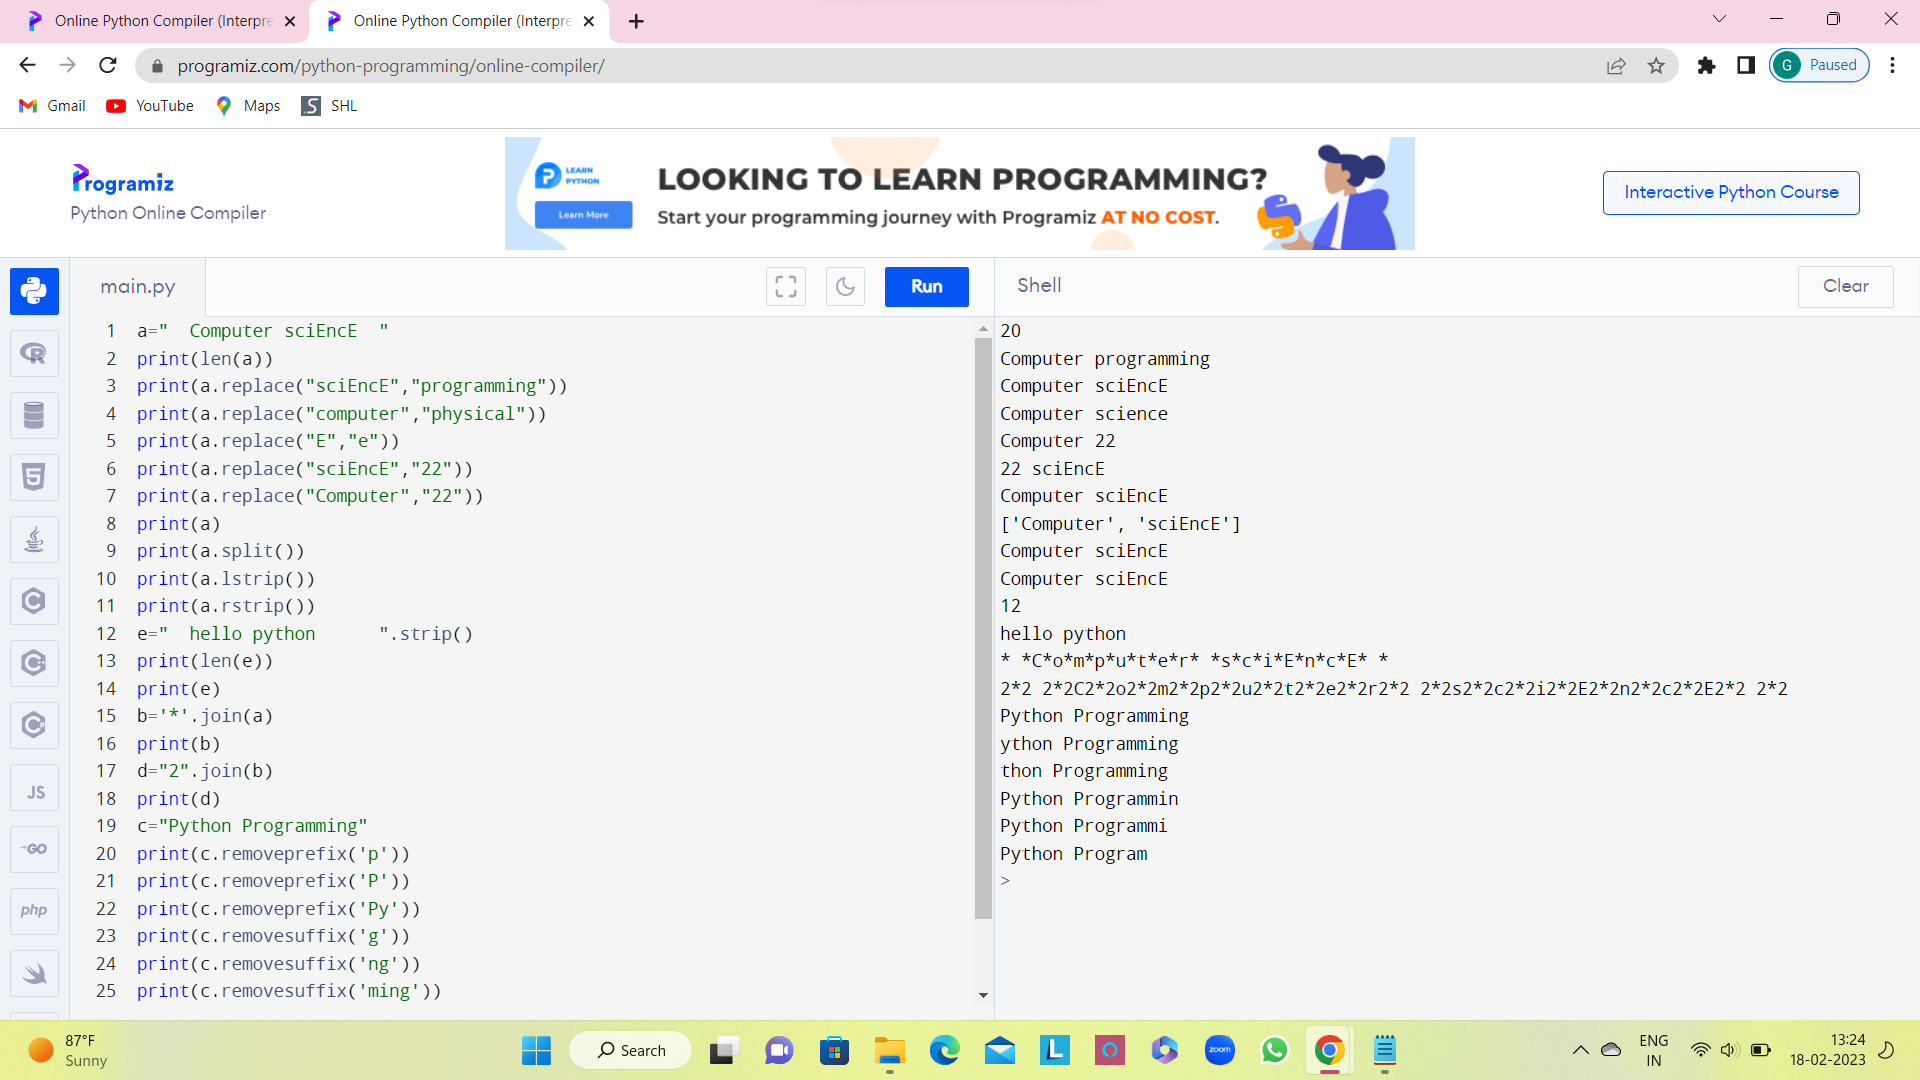 Online Python Compiler (Interpre
Online Python Compiler (Interpre
programiz.com/python-programming/online-compiler/
G Paused
Gmail YouTube Maps S SHL
Programiz
Python Online Compiler
LEARN PYTHON
Learn More
LOOKING TO LEARN PROGRAMMING?
Start your programming journey with Programiz AT NO COST.
Interactive Python Course
main.py
Run
Shell
Clear
1 a="  Computer sciEncE  "
2 print(len(a))
3 print(a.replace("sciEncE","programming"))
4 print(a.replace("computer","physical"))
5 print(a.replace("E","e"))
6 print(a.replace("sciEncE","22"))
7 print(a.replace("Computer","22"))
8 print(a)
9 print(a.split())
10 print(a.lstrip())
11 print(a.rstrip())
12 e="  hello python      ".strip()
13 print(len(e))
14 print(e)
15 b='*'.join(a)
16 print(b)
17 d="2".join(b)
18 print(d)
19 c="Python Programming"
20 print(c.removeprefix('p'))
21 print(c.removeprefix('P'))
22 print(c.removeprefix('Py'))
23 print(c.removesuffix('g'))
24 print(c.removesuffix('ng'))
25 print(c.removesuffix('ming'))
20
Computer programming
Computer sciEncE
Computer science
Computer 22
22 sciEncE
Computer sciEncE
['Computer', 'sciEncE']
Computer sciEncE
Computer sciEncE
12
hello python
* *C*o*m*p*u*t*e*r* *s*c*i*E*n*c*E* *
2*2 2*2C2*2o2*2m2*2p2*2u2*2t2*2e2*2r2*2 2*2s2*2c2*2i2*2E2*2n2*2c2*2E2*2 2*2
Python Programming
ython Programming
thon Programming
Python Programmin
Python Programmi
Python Program
>
R
5
C
C
C
JS
GO
php
87°F
Sunny
Search
L
zoom
ENG
IN
13:24
18-02-2023